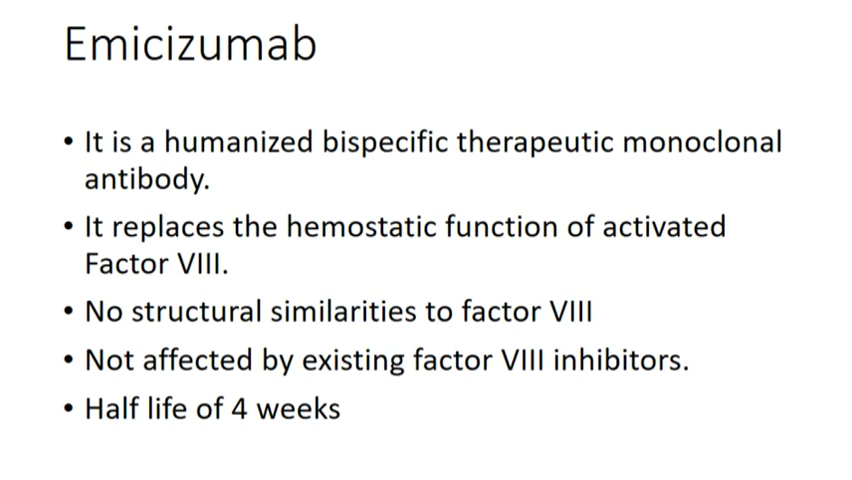 Emicizumab
• It is a humanized bispecific therapeutic monoclonal
antibody.
• It replaces the hemostatic function of activated
Factor VIII.
• No structural similarities to factor VIII
• Not affected by existing factor VIII inhibitors.
• Half life of 4 weeks